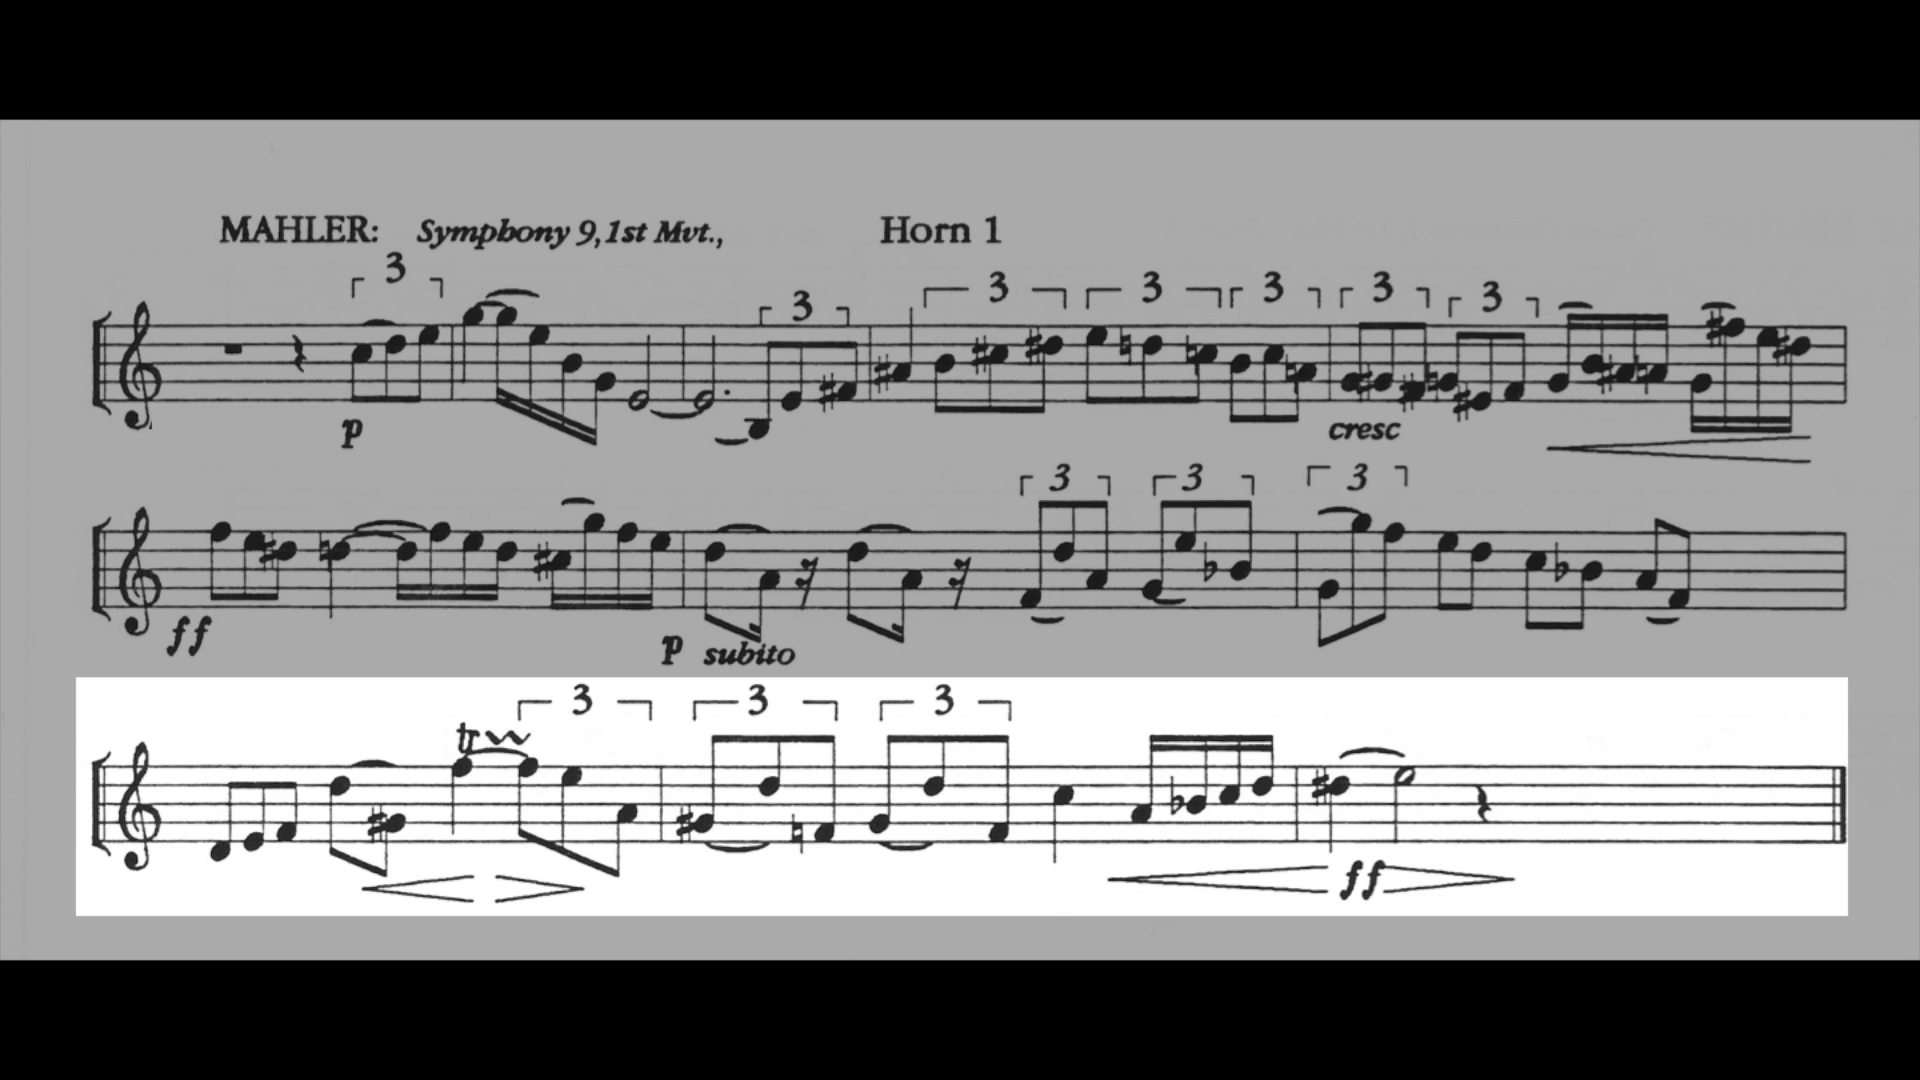 MAHLER: Symphony 9, 1st Mvt., Horn 1
3 3 3 3 3 3 3
p cresc
3 3 3
ff p subito
3 3 3
tr
ff